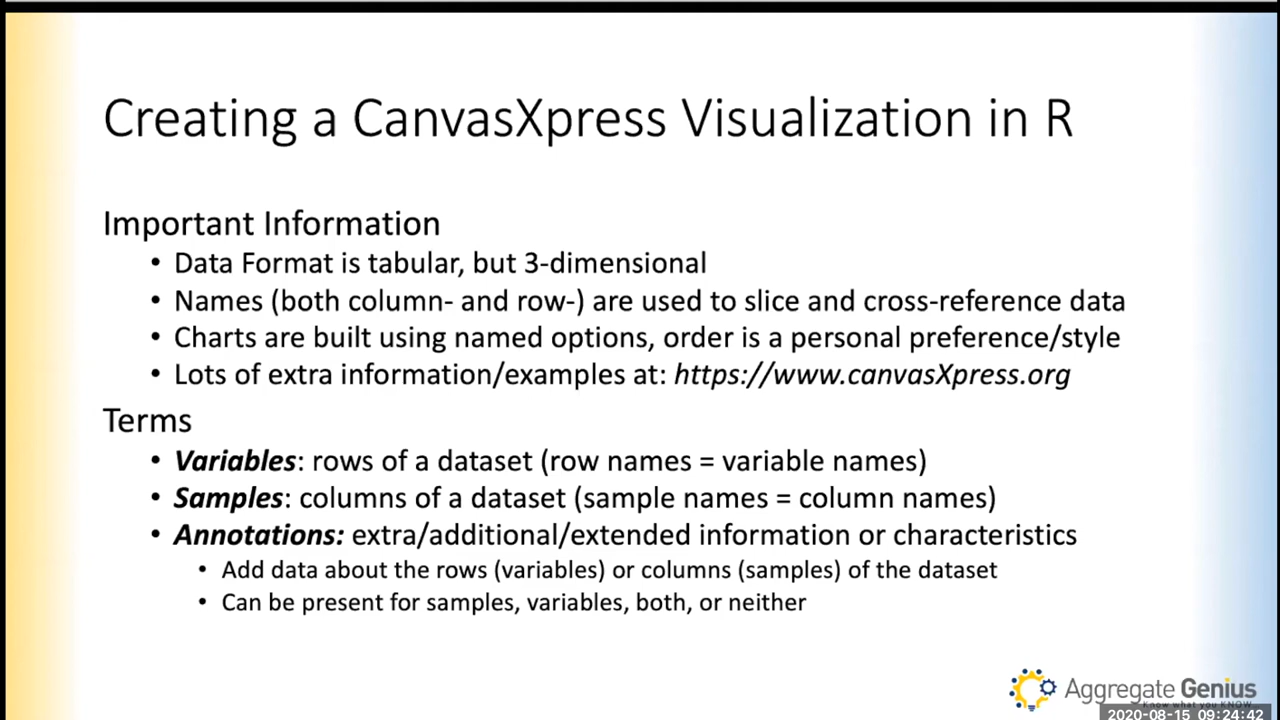 Creating a CanvasXpress Visualization in R
Important Information
• Data Format is tabular, but 3-dimensional
• Names (both column- and row-) are used to slice and cross-reference data
• Charts are built using named options, order is a personal preference/style
• Lots of extra information/examples at: https://www.canvasXpress.org
Terms
• Variables: rows of a dataset (row names = variable names)
• Samples: columns of a dataset (sample names = column names)
• Annotations: extra/additional/extended information or characteristics
• Add data about the rows (variables) or columns (samples) of the dataset
• Can be present for samples, variables, both, or neither
Aggregate Genius
Know what you KNOW
2020-08-15 09:24:42